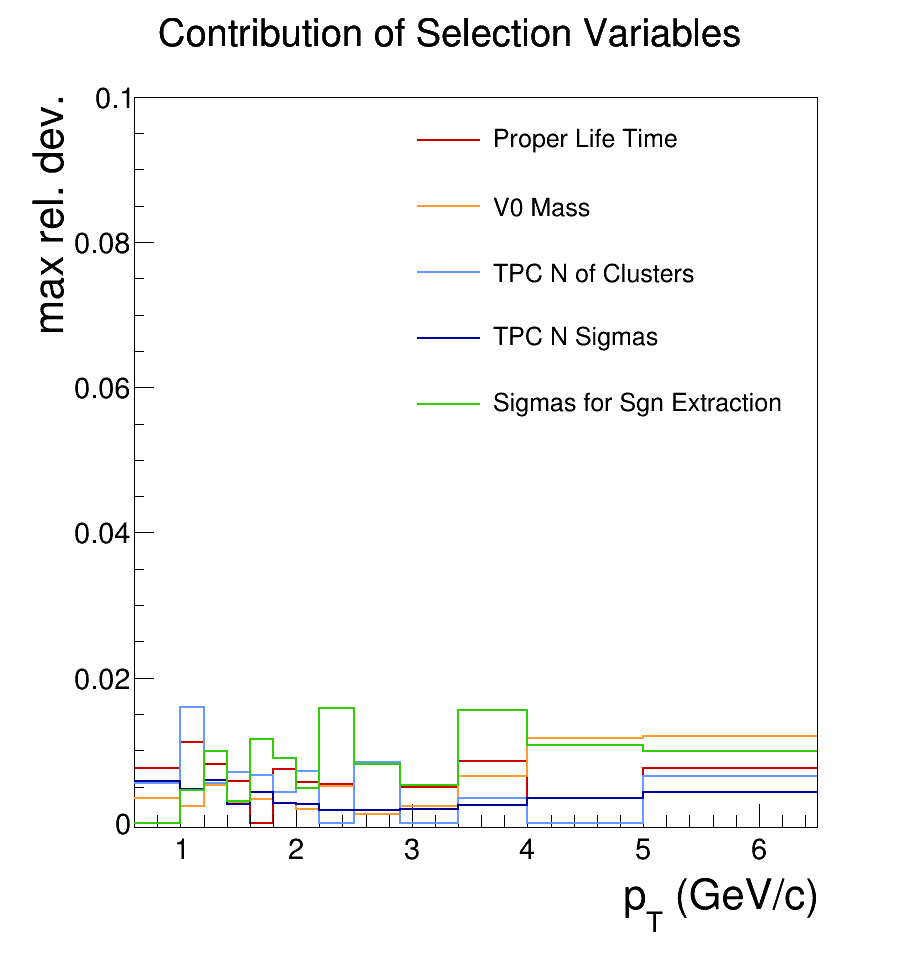 Contribution of Selection Variables
max rel. dev.
0.1
0.08
0.06
0.04
0.02
0
Proper Life Time
V0 Mass
TPC N of Clusters
TPC N Sigmas
Sigmas for Sgn Extraction
1 2 3 4 5 6
p_T (GeV/c)